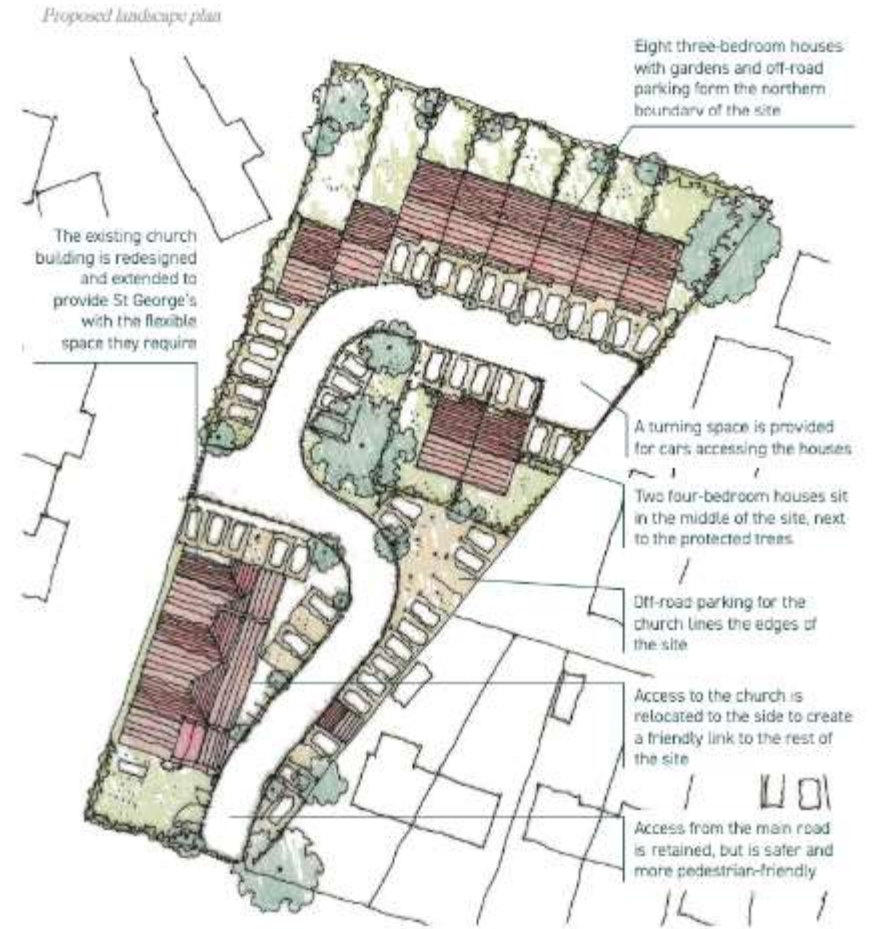 Proposed landscape plan
Eight three-bedroom houses
with gardens and off-road
parking form the northern
boundary of the site
The existing church
building is redesigned
and extended to
provide St George's
with the flexible
space they require
A turning space is provided
for cars accessing the houses
Two four-bedroom houses sit
in the middle of the site, next
to the protected trees
Off-road parking for the
church lines the edges of
the site
Access to the church is
relocated to the side to create
a friendly link to the rest of
the site
Access from the main road
is retained, but is safer and
more pedestrian-friendly